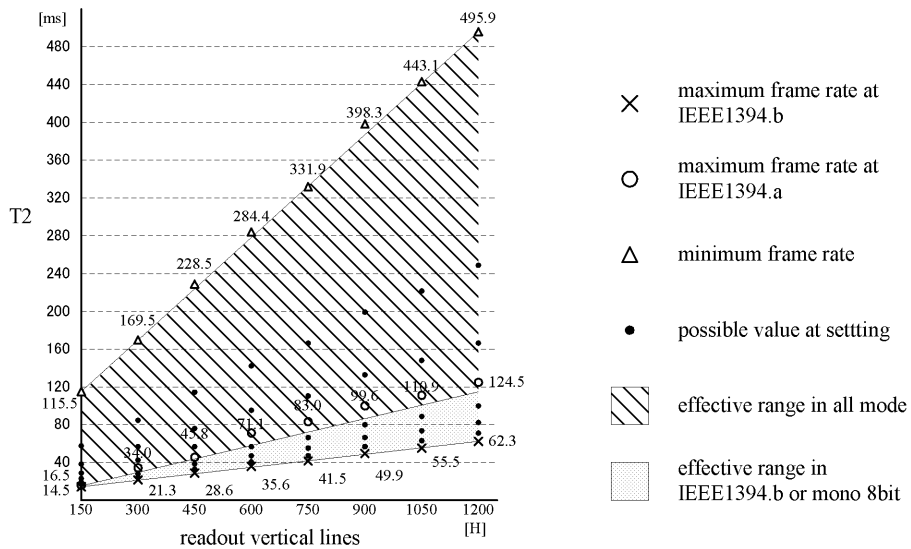 [ms]
495.9
480
443.1
440
398.3
400
maximum frame rate at
IEEE1394.b
360
331.9
maximum frame rate at
IEEE1394.a
320
T2
284.4
280
minimum frame rate
228.5
240
200
169.5
possible value at settting
160
120
115.5
124.5
110.9
99.6
83.0
71.1
45.8
34.0
effective range in all mode
80
40
16.5
14.5
62.3
55.5
49.9
41.5
35.6
28.6
21.3
effective range in
IEEE1394.b or mono 8bit
150 300 450 600 750 900 1050 1200
[H]
readout vertical lines